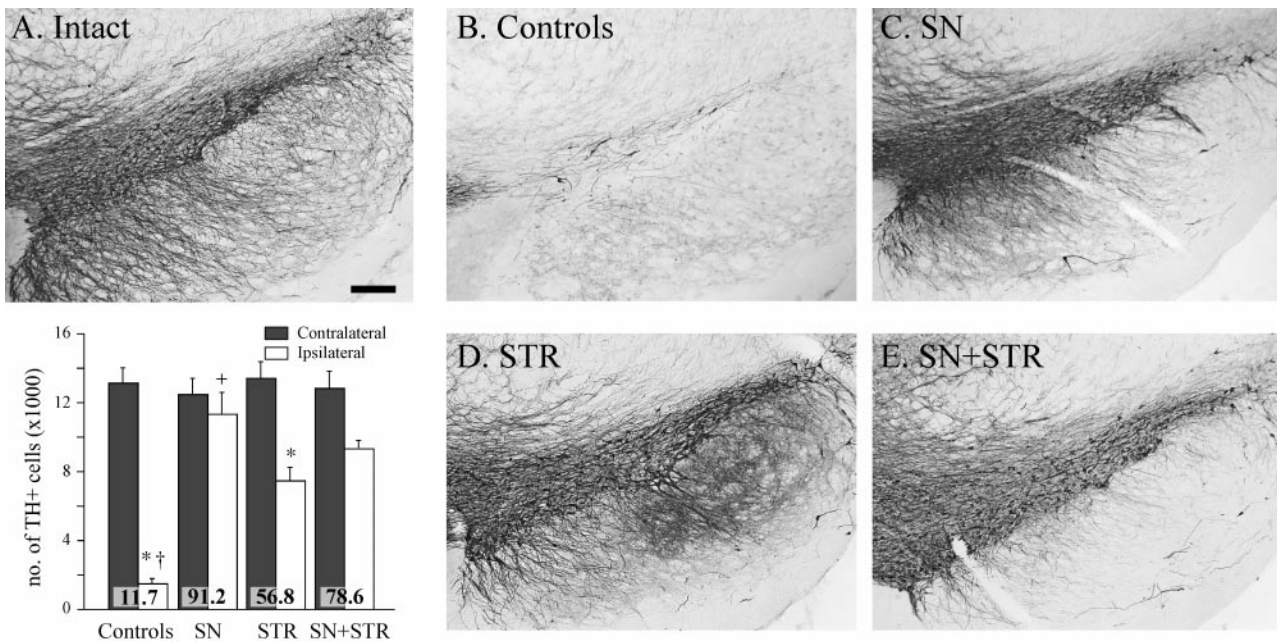 A. Intact
B. Controls
C. SN
16
12
8
4
0
no. of TH+ cells (x1000)
Contralateral
Ipsilateral
* †
+
*
11.7
91.2
56.8
78.6
Controls
SN
STR
SN+STR
D. STR
E. SN+STR